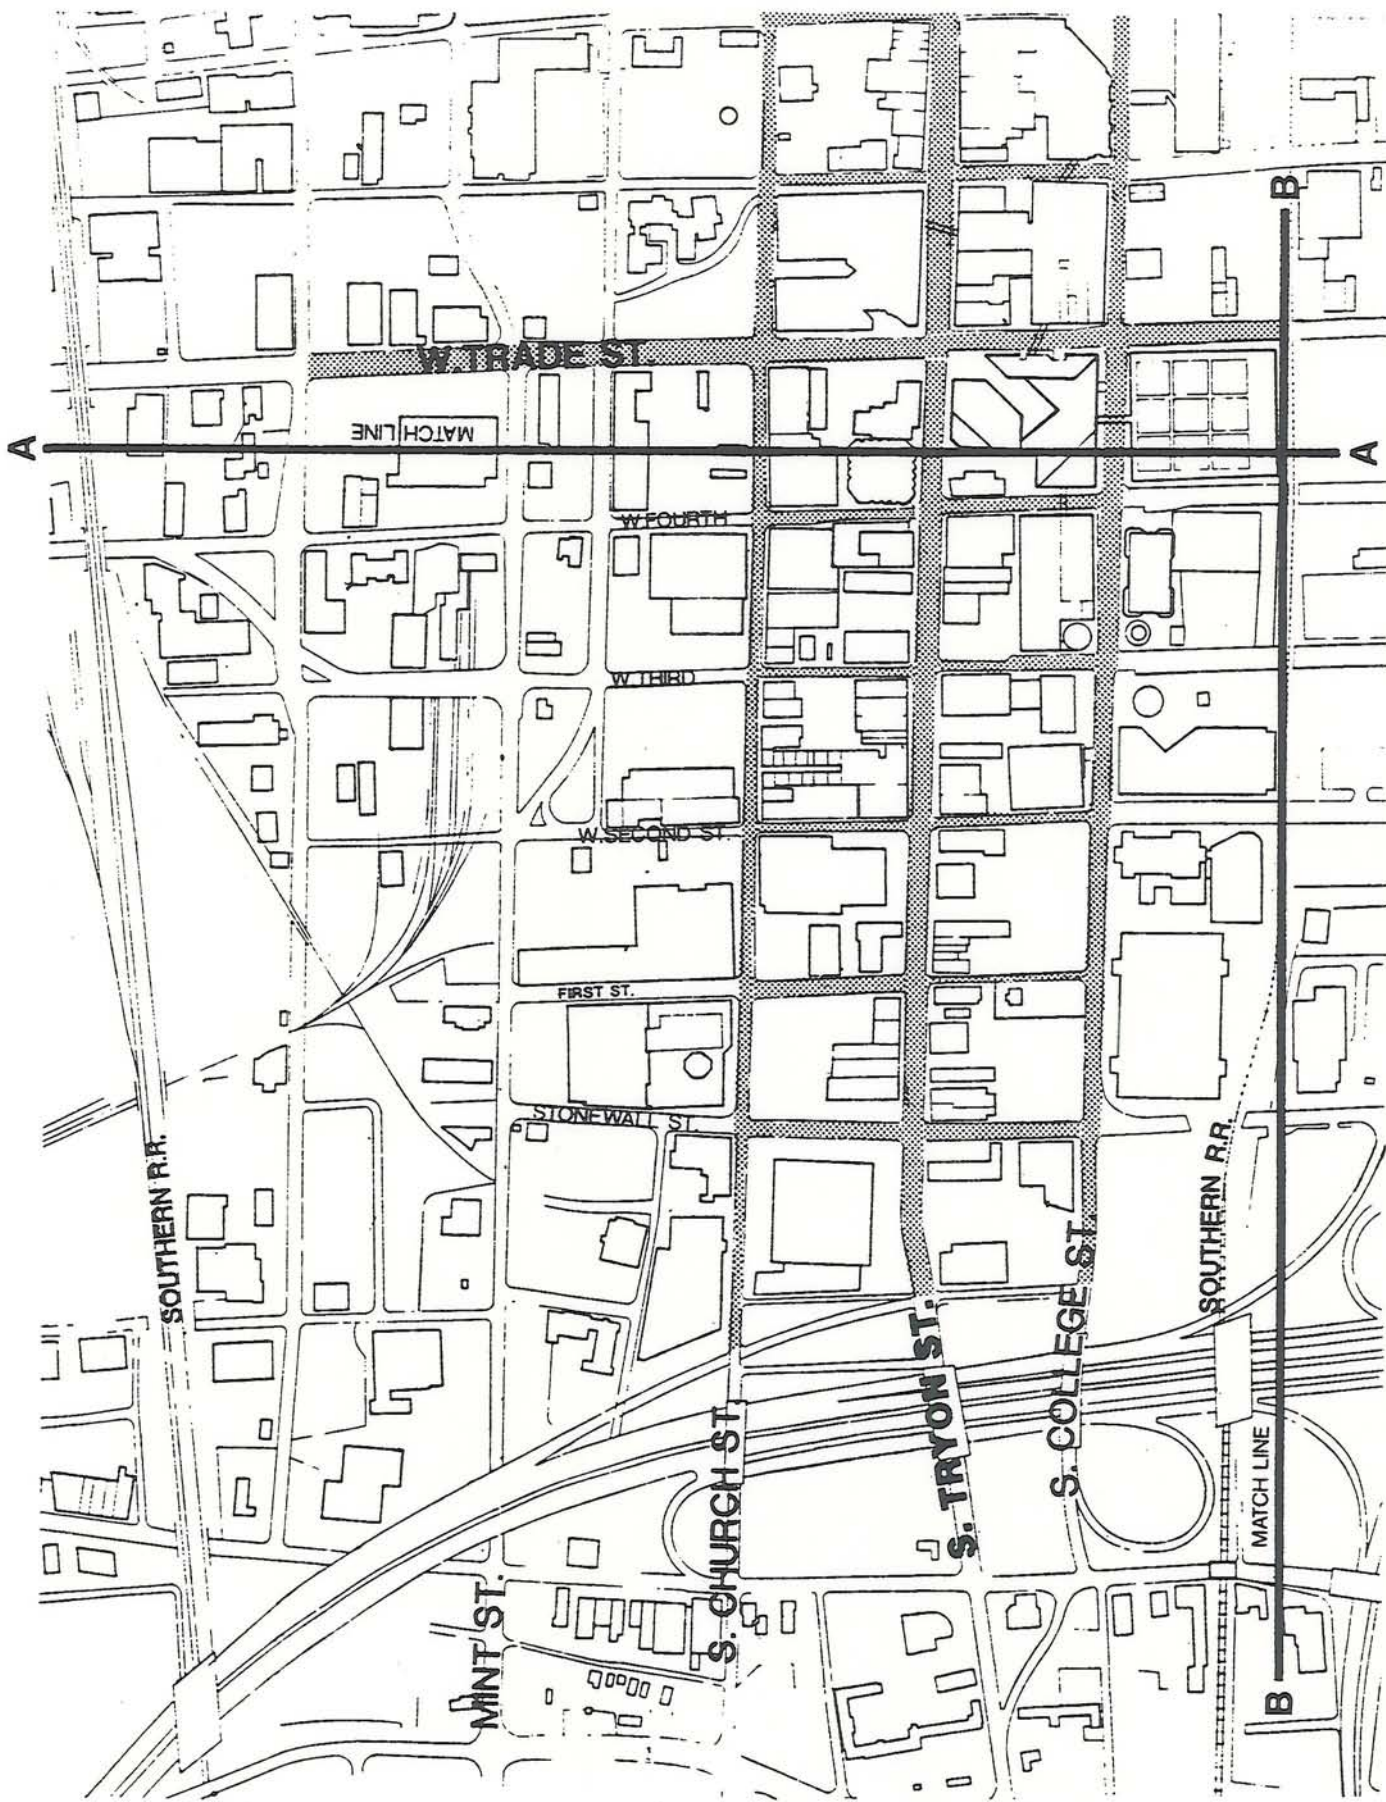 A
W. TRADE ST.
MATCH LINE
A
B
W. FOURTH
W. THIRD
W. SECOND ST.
FIRST ST.
STONEWALL ST.
SOUTHERN R.R.
SOUTHERN R.R.
S. TRYON ST.
S. COLLEGE ST.
S. CHURCH ST
MINT ST.
MATCH LINE
B